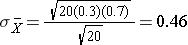 σ_X̄ = √(20(0.3)(0.7)) / √20 = 0.46